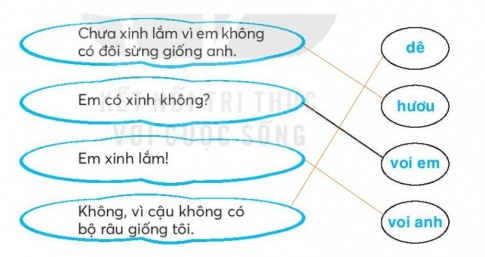 Chưa xinh lắm vì em không
có đôi sừng giống anh.
dê
Em có xinh không?
hươu
KẾT NỐI TRI THỨC
VỚI CUỘC SỐNG
Em xinh lắm!
voi em
Không, vì cậu không có
bộ râu giống tôi.
voi anh